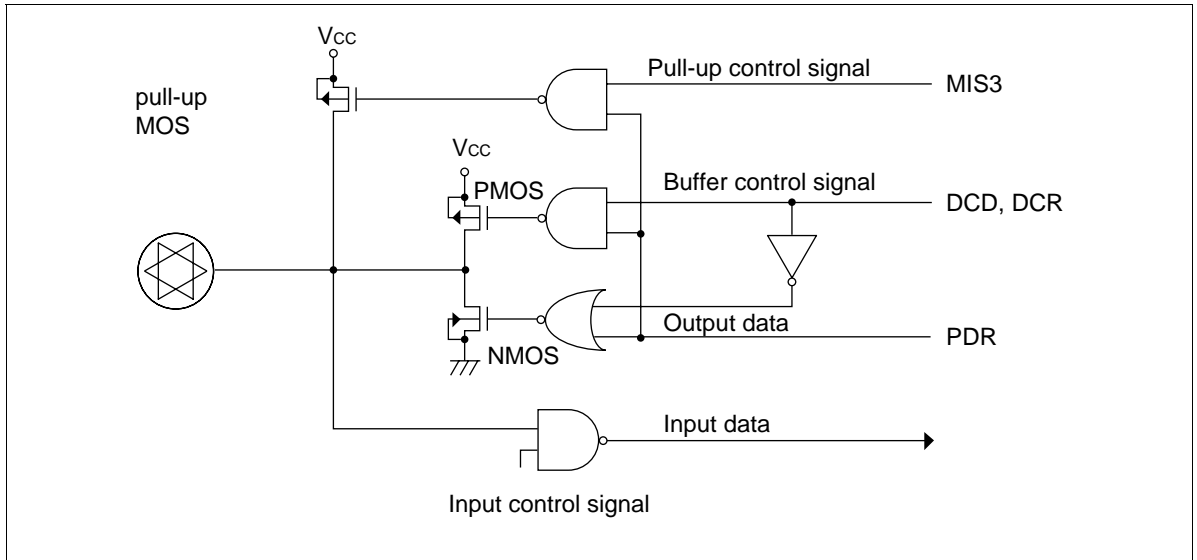 VCC
pull-up
MOS
Pull-up control signal
MIS3
VCC
PMOS
Buffer control signal
DCD, DCR
NMOS
Output data
PDR
Input data
Input control signal